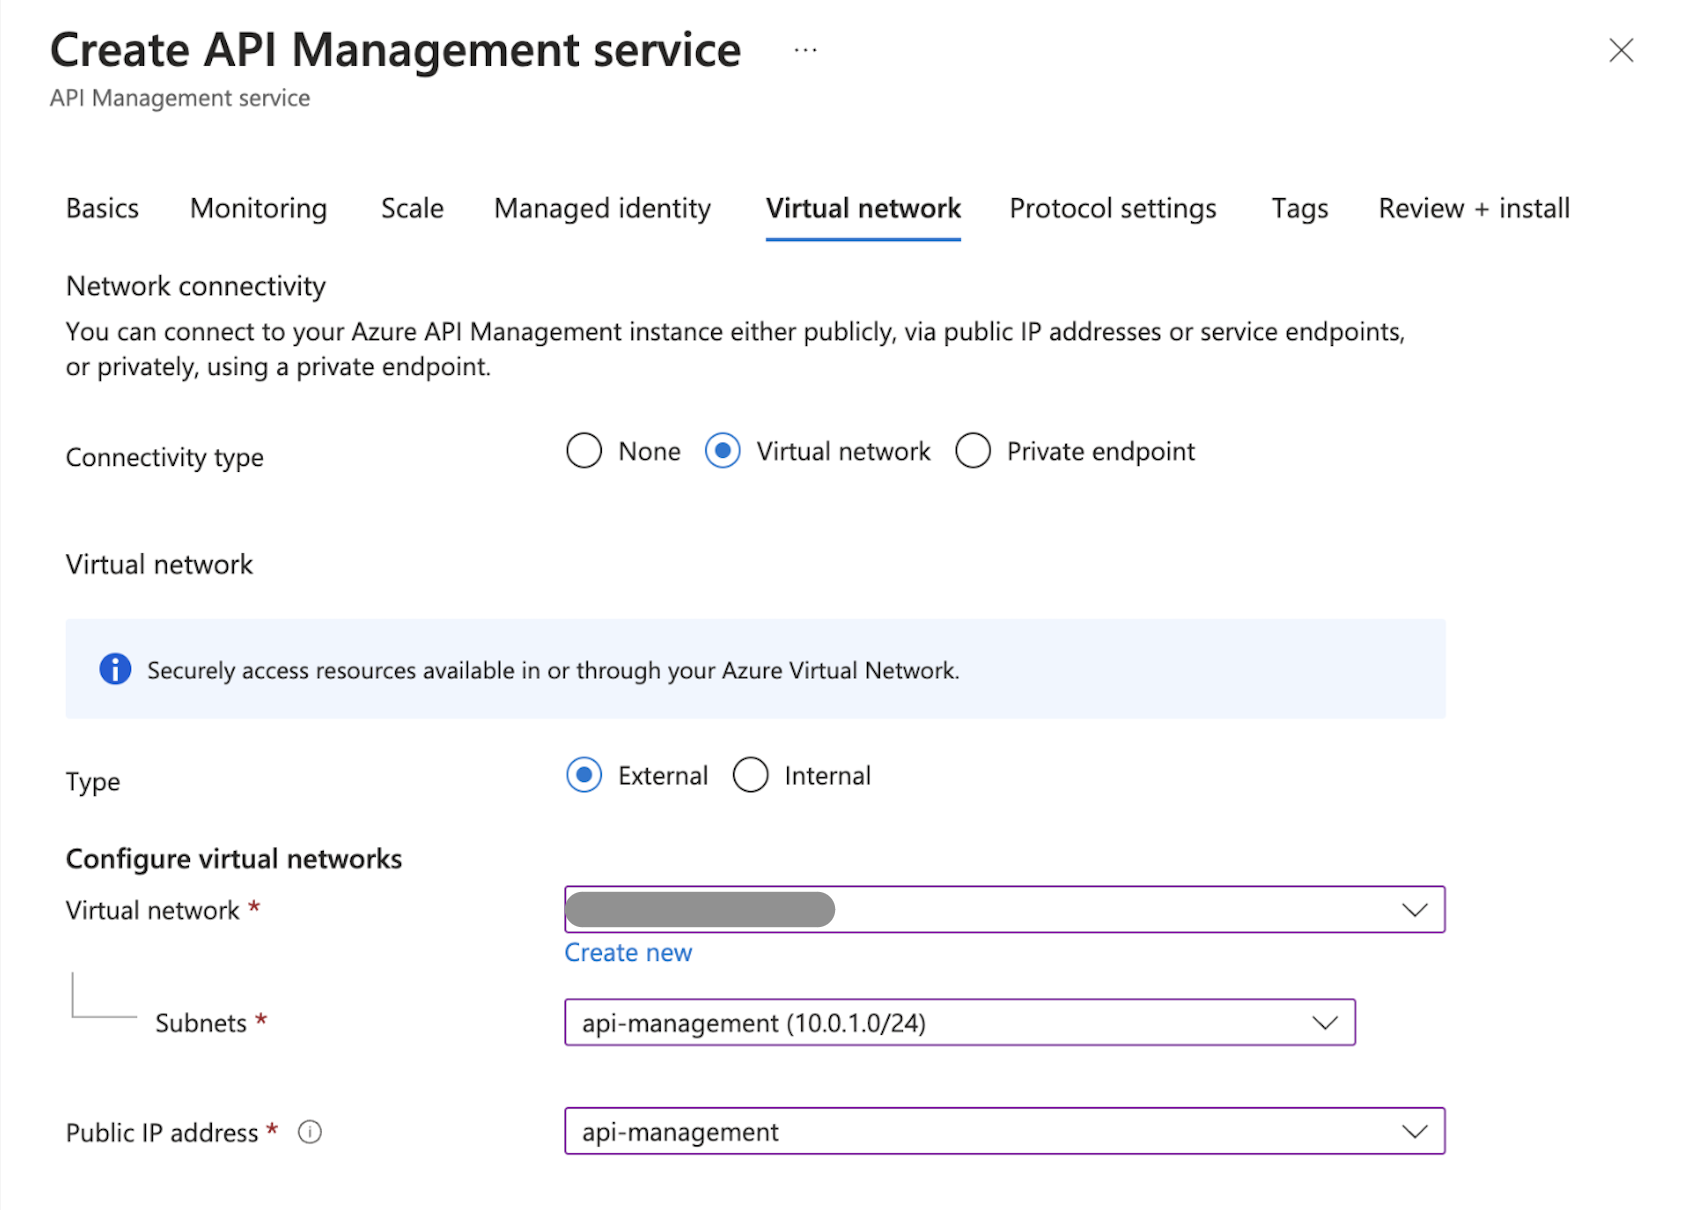 Create API Management service ...
API Management service
Basics Monitoring Scale Managed identity Virtual network Protocol settings Tags Review + install
Network connectivity
You can connect to your Azure API Management instance either publicly, via public IP addresses or service endpoints,
or privately, using a private endpoint.
Connectivity type None Virtual network Private endpoint
Virtual network
Securely access resources available in or through your Azure Virtual Network.
Type External Internal
Configure virtual networks
Virtual network *
Create new
Subnets * api-management (10.0.1.0/24)
Public IP address * api-management